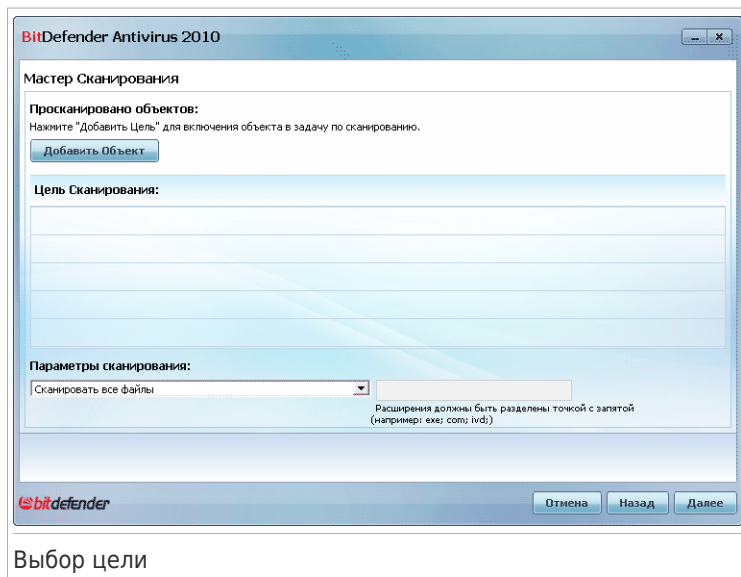 BitDefender Antivirus 2010
Мастер Сканирования
Просканировано объектов:
Нажмите "Добавить Цель" для включения объекта в задачу по сканированию.
Добавить Объект
Цель Сканирования:
Параметры сканирования:
Сканировать все файлы
Расширения должны быть разделены точкой с запятой
(например: exe; com; ivd;)
bitdefender
Отмена Назад Далее
Выбор цели